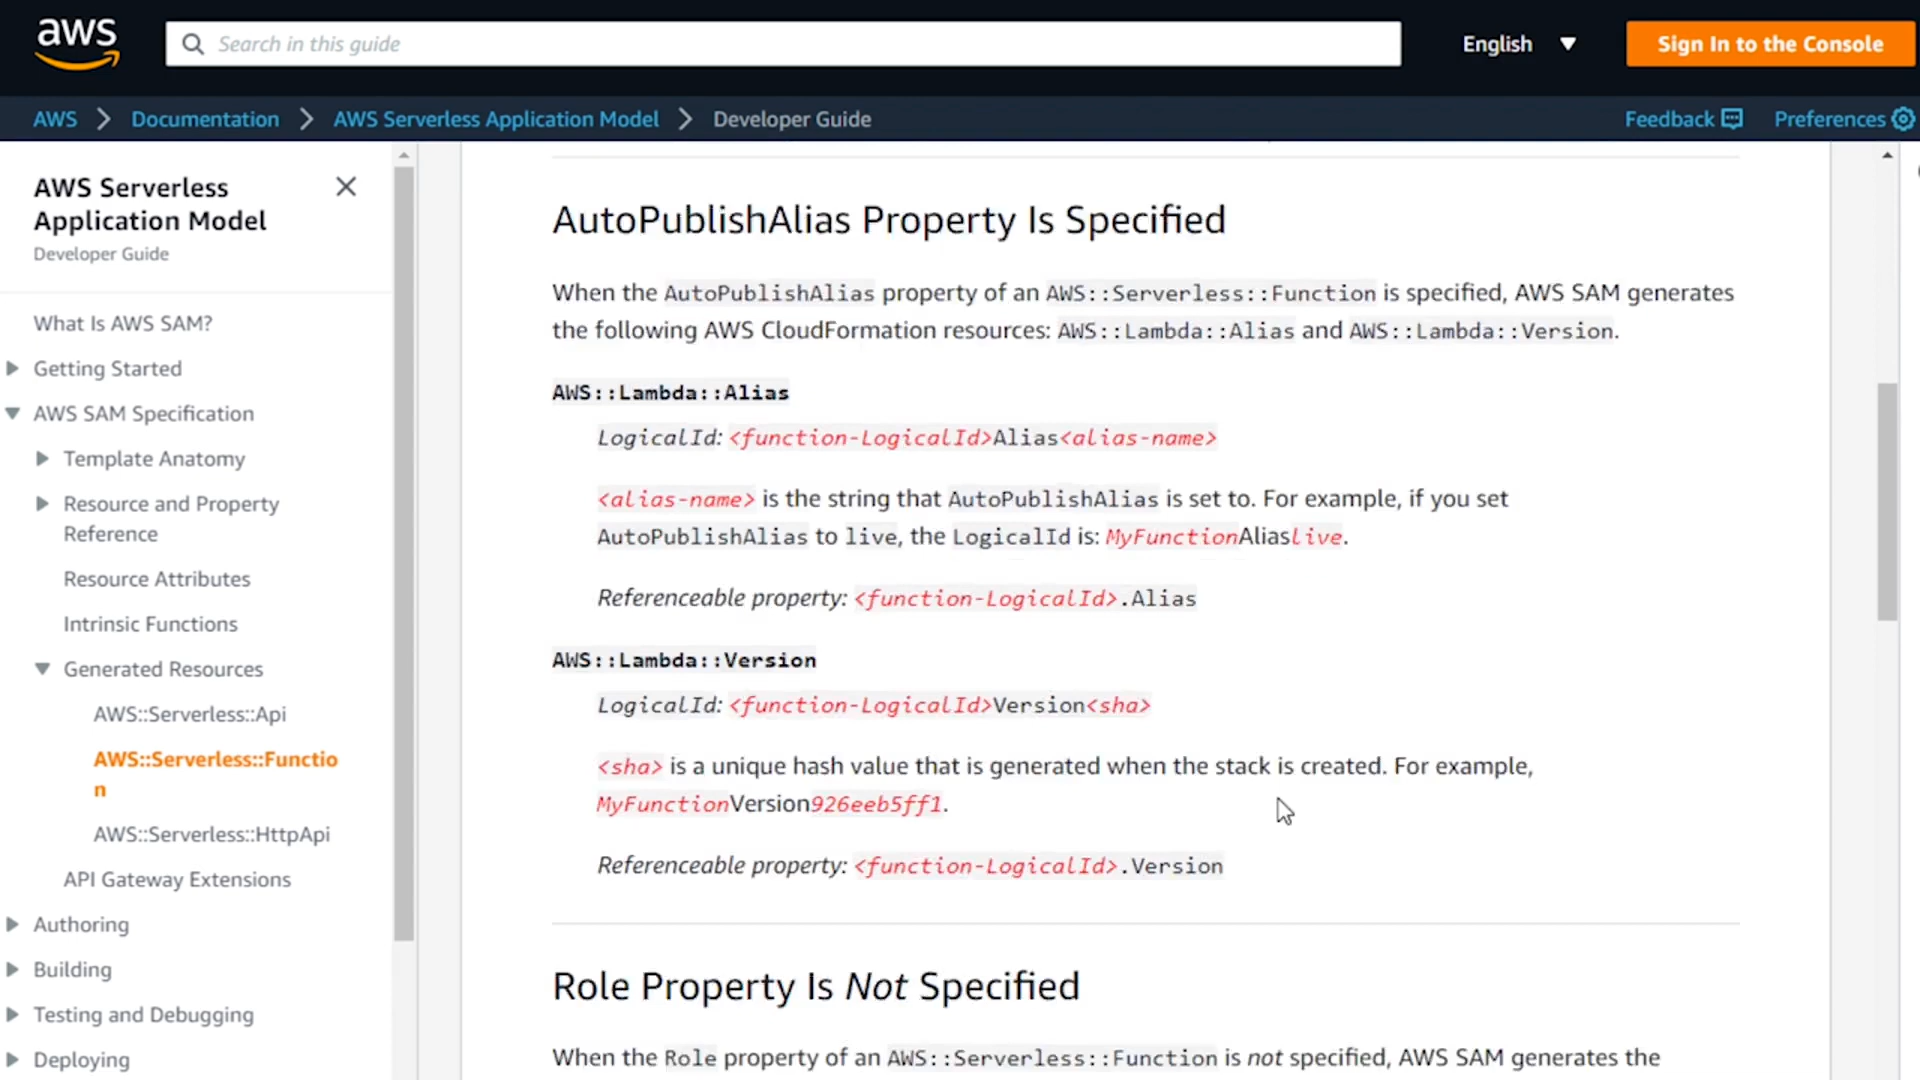 aws
Search in this guide
English
Sign In to the Console
AWS
Documentation
AWS Serverless Application Model
Developer Guide
Feedback
Preferences
AWS Serverless
Application Model
Developer Guide
What Is AWS SAM?
Getting Started
AWS SAM Specification
Template Anatomy
Resource and Property
Reference
Resource Attributes
Intrinsic Functions
Generated Resources
AWS::Serverless::Api
AWS::Serverless::Functio
n
AWS::Serverless::HttpApi
API Gateway Extensions
Authoring
Building
Testing and Debugging
Deploying
AutoPublishAlias Property Is Specified
When the AutoPublishAlias property of an AWS::Serverless::Function is specified, AWS SAM generates
the following AWS CloudFormation resources: AWS::Lambda::Alias and AWS::Lambda::Version.
AWS::Lambda::Alias
LogicalId: <function-LogicalId>Alias<alias-name>
<alias-name> is the string that AutoPublishAlias is set to. For example, if you set
AutoPublishAlias to live, the LogicalId is: MyFunctionAliaslive.
Referenceable property: <function-LogicalId>.Alias
AWS::Lambda::Version
LogicalId: <function-LogicalId>Version<sha>
<sha> is a unique hash value that is generated when the stack is created. For example,
MyFunctionVersion926eeb5ff1.
Referenceable property: <function-LogicalId>.Version
Role Property Is Not Specified
When the Role property of an AWS::Serverless::Function is not specified, AWS SAM generates the